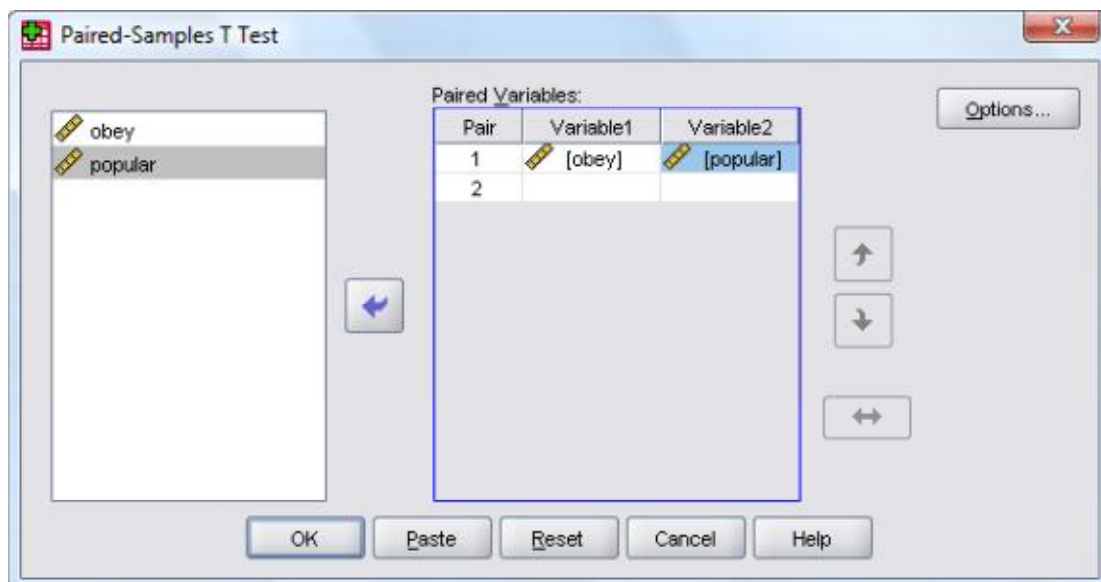 Paired-Samples T Test
obey
popular
Paired Variables:
Pair Variable1 Variable2
1 [obey] [popular]
2
Options...
OK Paste Reset Cancel Help